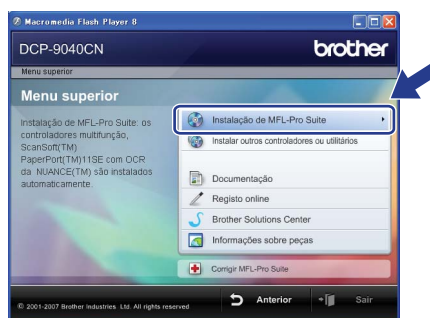 Macromedia Flash Player 8
DCP-9040CN
brother
Menu superior
Menu superior
Instalação de MFL-Pro Suite: os
controladores multifunção,
ScanSoft(TM)
PaperPort(TM)11SE com OCR
da NUANCE(TM) são instalados
automaticamente.
Instalação de MFL-Pro Suite
Instalar outros controladores ou utilitários
Documentação
Registo online
Brother Solutions Center
Informações sobre peças
Corrigir MFL-Pro Suite
© 2001-2007 Brother Industries. Ltd. All rights reserved
Anterior
Sair